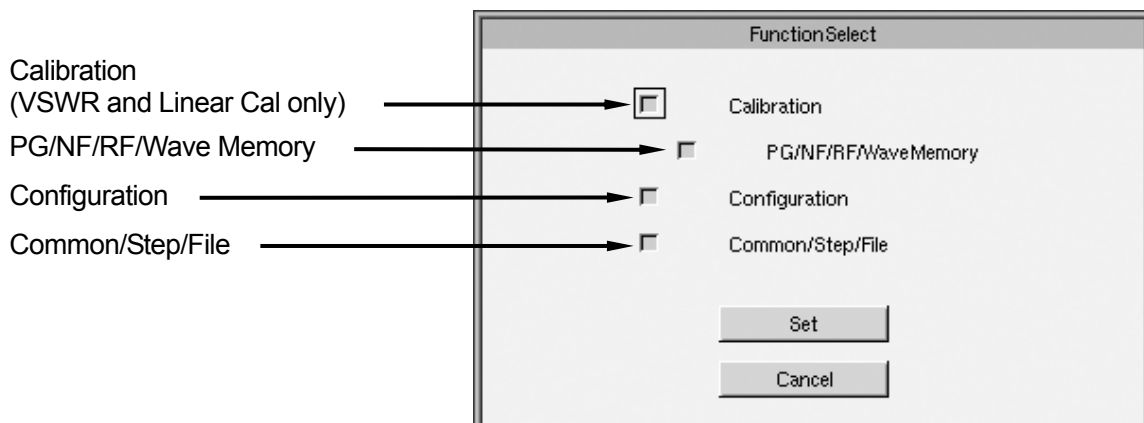 FunctionSelect
Calibration
(VSWR and Linear Cal only)
Calibration
PG/NF/RF/Wave Memory
PG/NF/RF/WaveMemory
Configuration
Configuration
Common/Step/File
Common/Step/File
Set
Cancel